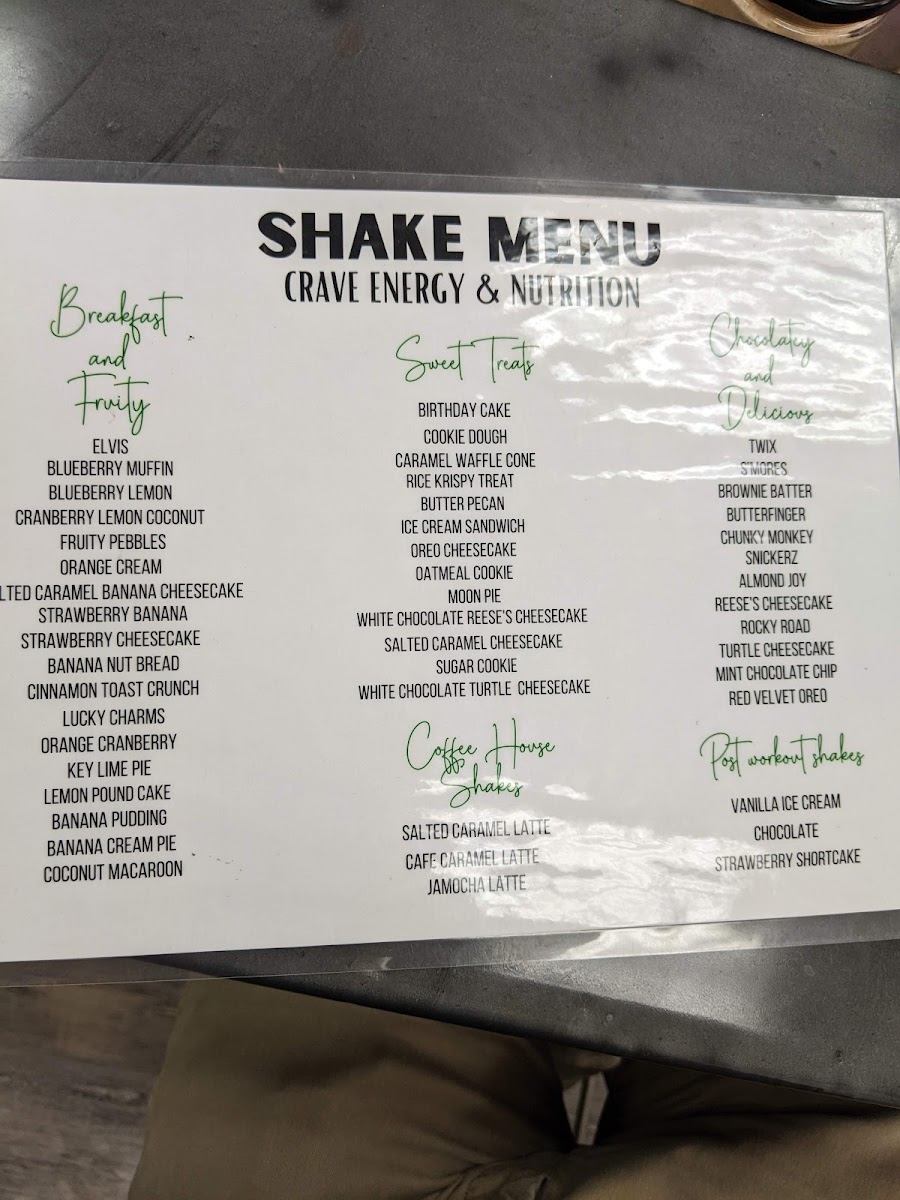 SHAKE MENU
CRAVE ENERGY & NUTRITION
Breakfast
and
Fruity
ELVIS
BLUEBERRY MUFFIN
BLUEBERRY LEMON
CRANBERRY LEMON COCONUT
FRUITY PEBBLES
ORANGE CREAM
LTED CARAMEL BANANA CHEESECAKE
STRAWBERRY BANANA
STRAWBERRY CHEESECAKE
BANANA NUT BREAD
CINNAMON TOAST CRUNCH
LUCKY CHARMS
ORANGE CRANBERRY
KEY LIME PIE
LEMON POUND CAKE
BANANA PUDDING
BANANA CREAM PIE
COCONUT MACAROON
Sweet Treats
BIRTHDAY CAKE
COOKIE DOUGH
CARAMEL WAFFLE CONE
RICE KRISPY TREAT
BUTTER PECAN
ICE CREAM SANDWICH
OREO CHEESECAKE
OATMEAL COOKIE
MOON PIE
WHITE CHOCOLATE REESE'S CHEESECAKE
SALTED CARAMEL CHEESECAKE
SUGAR COOKIE
WHITE CHOCOLATE TURTLE CHEESECAKE
Coffee House
Shakes
SALTED CARAMEL LATTE
CAFE CARAMEL LATTE
JAMOCHA LATTE
Chocolatey
and
Delicious
TWIX
S'MORES
BROWNIE BATTER
BUTTERFINGER
CHUNKY MONKEY
SNICKERZ
ALMOND JOY
REESE'S CHEESECAKE
ROCKY ROAD
TURTLE CHEESECAKE
MINT CHOCOLATE CHIP
RED VELVET OREO
Post workout shakes
VANILLA ICE CREAM
CHOCOLATE
STRAWBERRY SHORTCAKE